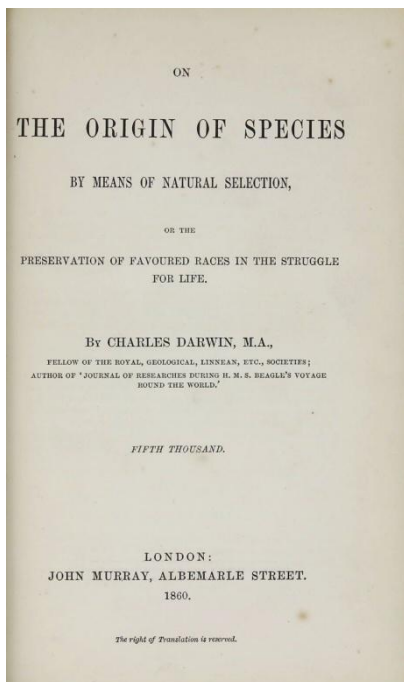 ON
THE ORIGIN OF SPECIES
BY MEANS OF NATURAL SELECTION,
OR THE
PRESERVATION OF FAVOURED RACES IN THE STRUGGLE
FOR LIFE.
By CHARLES DARWIN, M.A.,
FELLOW OF THE ROYAL, GEOLOGICAL, LINNEAN, ETC., SOCIETIES;
AUTHOR OF 'JOURNAL OF RESEARCHES DURING H. M. S. BEAGLE'S VOYAGE
ROUND THE WORLD.'
FIFTH THOUSAND.
LONDON:
JOHN MURRAY, ALBEMARLE STREET.
1860.
The right of Translation is reserved.